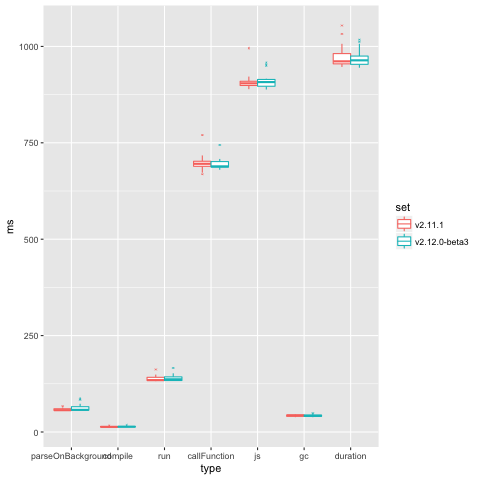 1000
750
500
250
0
ms
parseOnBackground
compile
run
callFunction
js
gc
duration
type
set
v2.11.1
v2.12.0-beta3